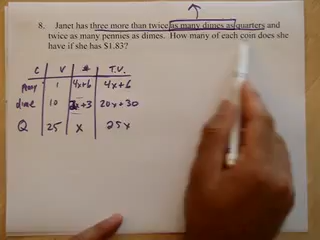 8. Janet has three more than twice as many dimes as quarters and
twice as many pennies as dimes. How many of each coin does she
have if she has $1.83?
C V # T.V.
Penny 1 4x+6 4x+6
dime 10 2x+3 20x+30
Q 25 x 25x